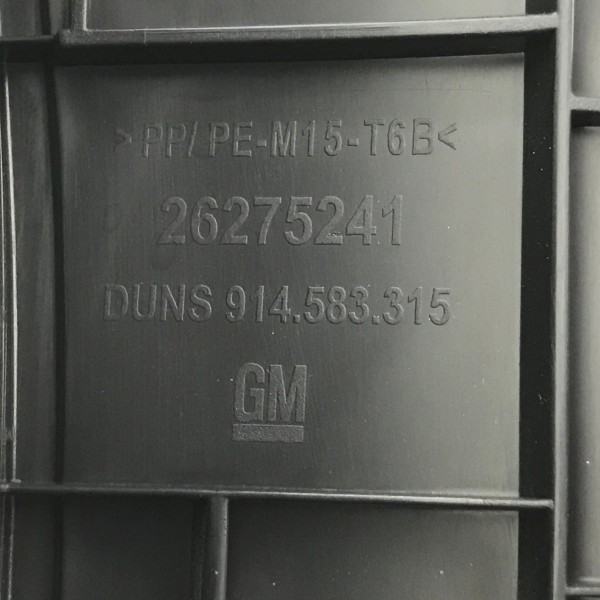 >PP/PE-M15-T6B<
26275241
DUNS 914.583.315
GM